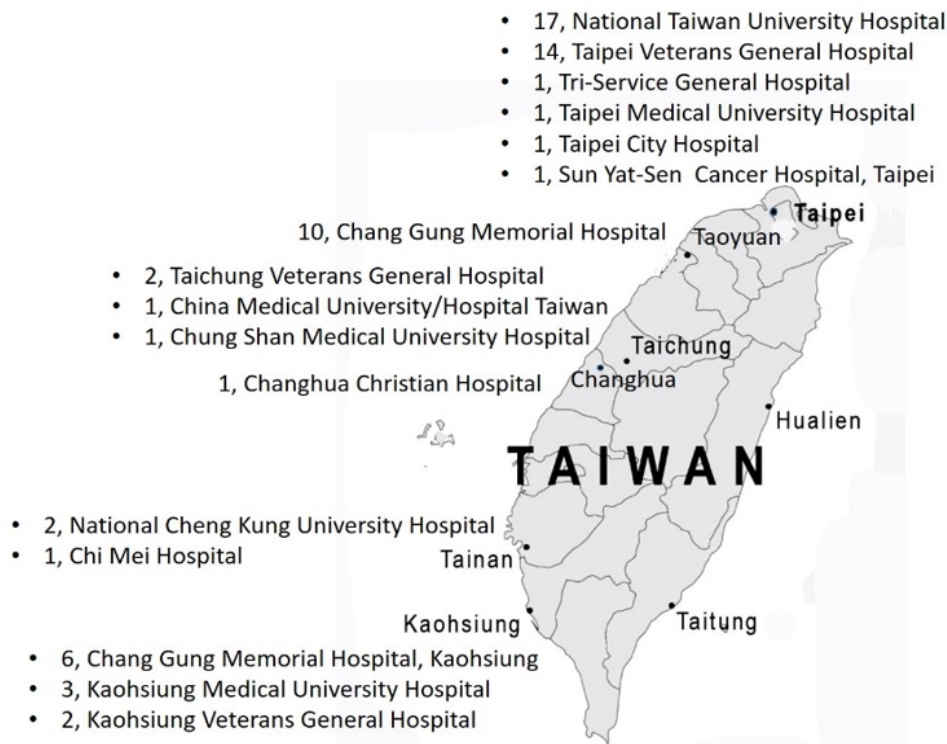 • 17, National Taiwan University Hospital
• 14, Taipei Veterans General Hospital
• 1, Tri-Service General Hospital
• 1, Taipei Medical University Hospital
• 1, Taipei City Hospital
• 1, Sun Yat-Sen Cancer Hospital, Taipei
Taipei
10, Chang Gung Memorial Hospital
Taoyuan
• 2, Taichung Veterans General Hospital
• 1, China Medical University/Hospital Taiwan
• 1, Chung Shan Medical University Hospital
Taichung
1, Changhua Christian Hospital
Changhua
Hualien
TAIWAN
• 2, National Cheng Kung University Hospital
• 1, Chi Mei Hospital
Tainan
Kaohsiung
Taitung
• 6, Chang Gung Memorial Hospital, Kaohsiung
• 3, Kaohsiung Medical University Hospital
• 2, Kaohsiung Veterans General Hospital